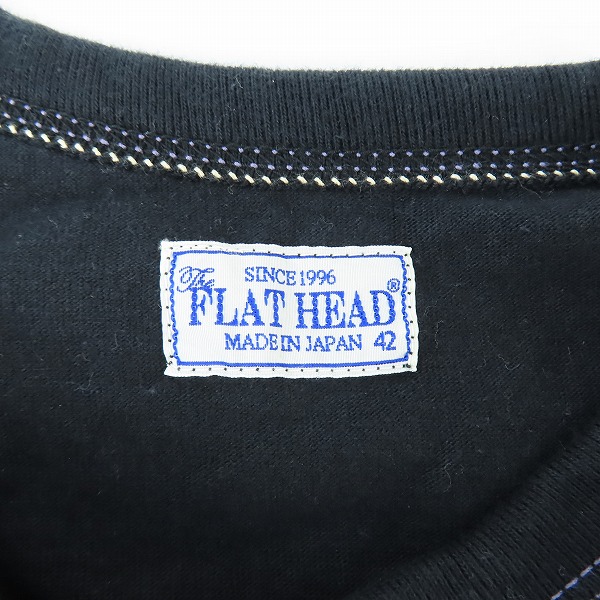 SINCE 1996
The
FLAT HEAD®
MADE IN JAPAN 42